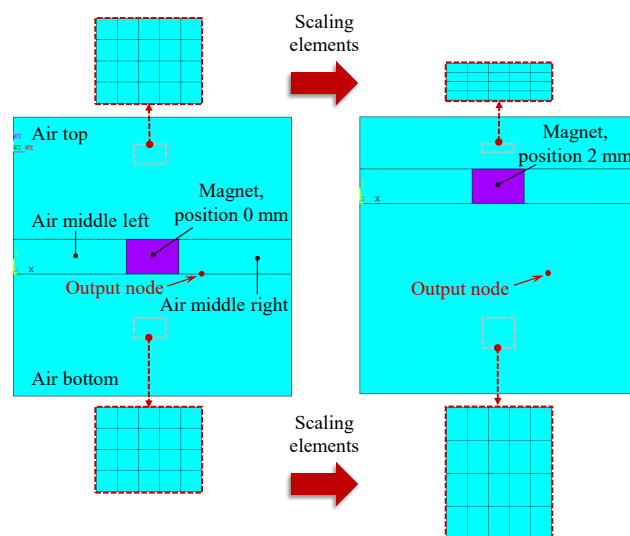 Scaling
elements
Air top
Magnet,
position 0 mm
Air middle left
X
Output node
Air middle right
Air bottom
Magnet,
position 2 mm
X
Output node
Scaling
elements